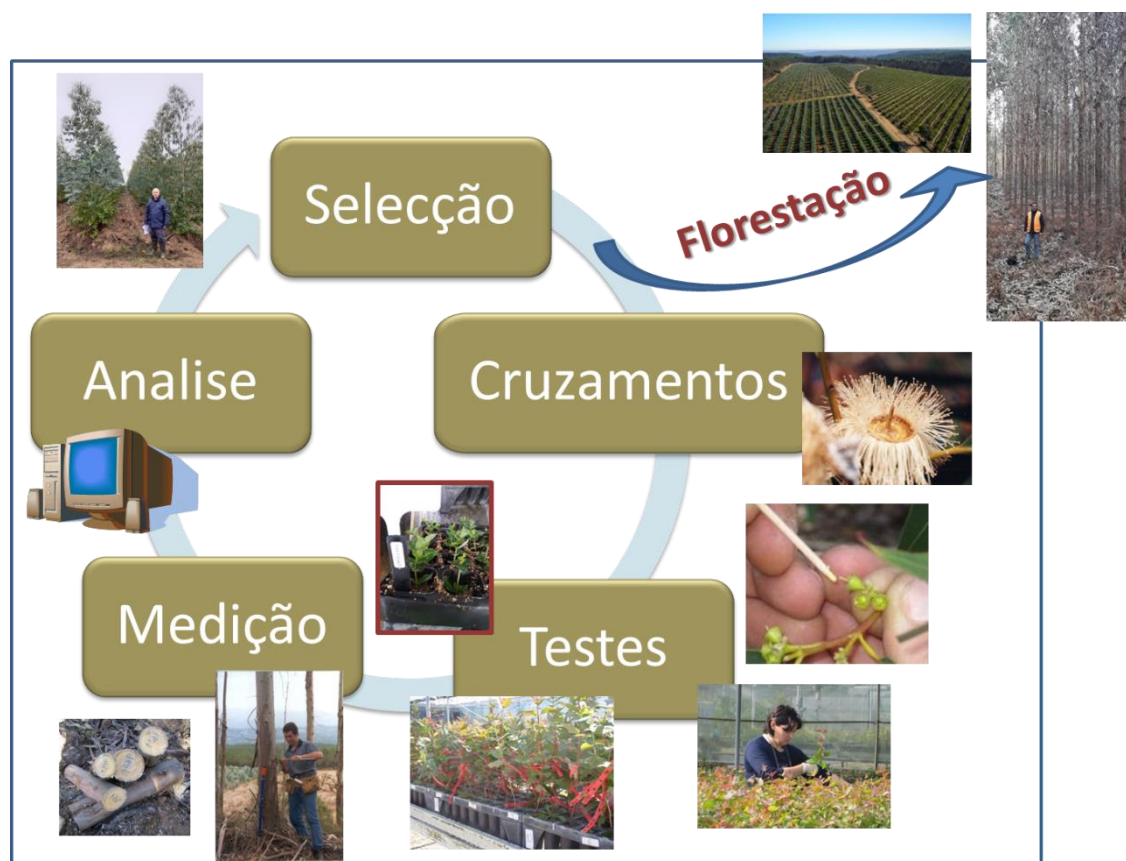 Selecção
Florestação
Cruzamentos
Testes
Medição
Analise